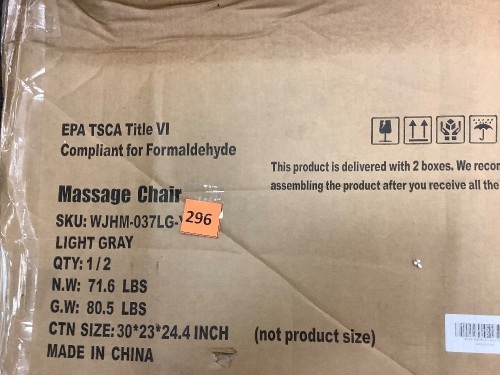 EPA TSCA Title VI
Compliant for Formaldehyde
This product is delivered with 2 boxes. We
assembling the product after you receive all the
Massage Chair
SKU: WJHM-037LG-
296
LIGHT GRAY
QTY: 1/2
N.W: 71.6 LBS
G.W: 80.5 LBS
CTN SIZE: 30*23*24.4 INCH (not product size)
MADE IN CHINA